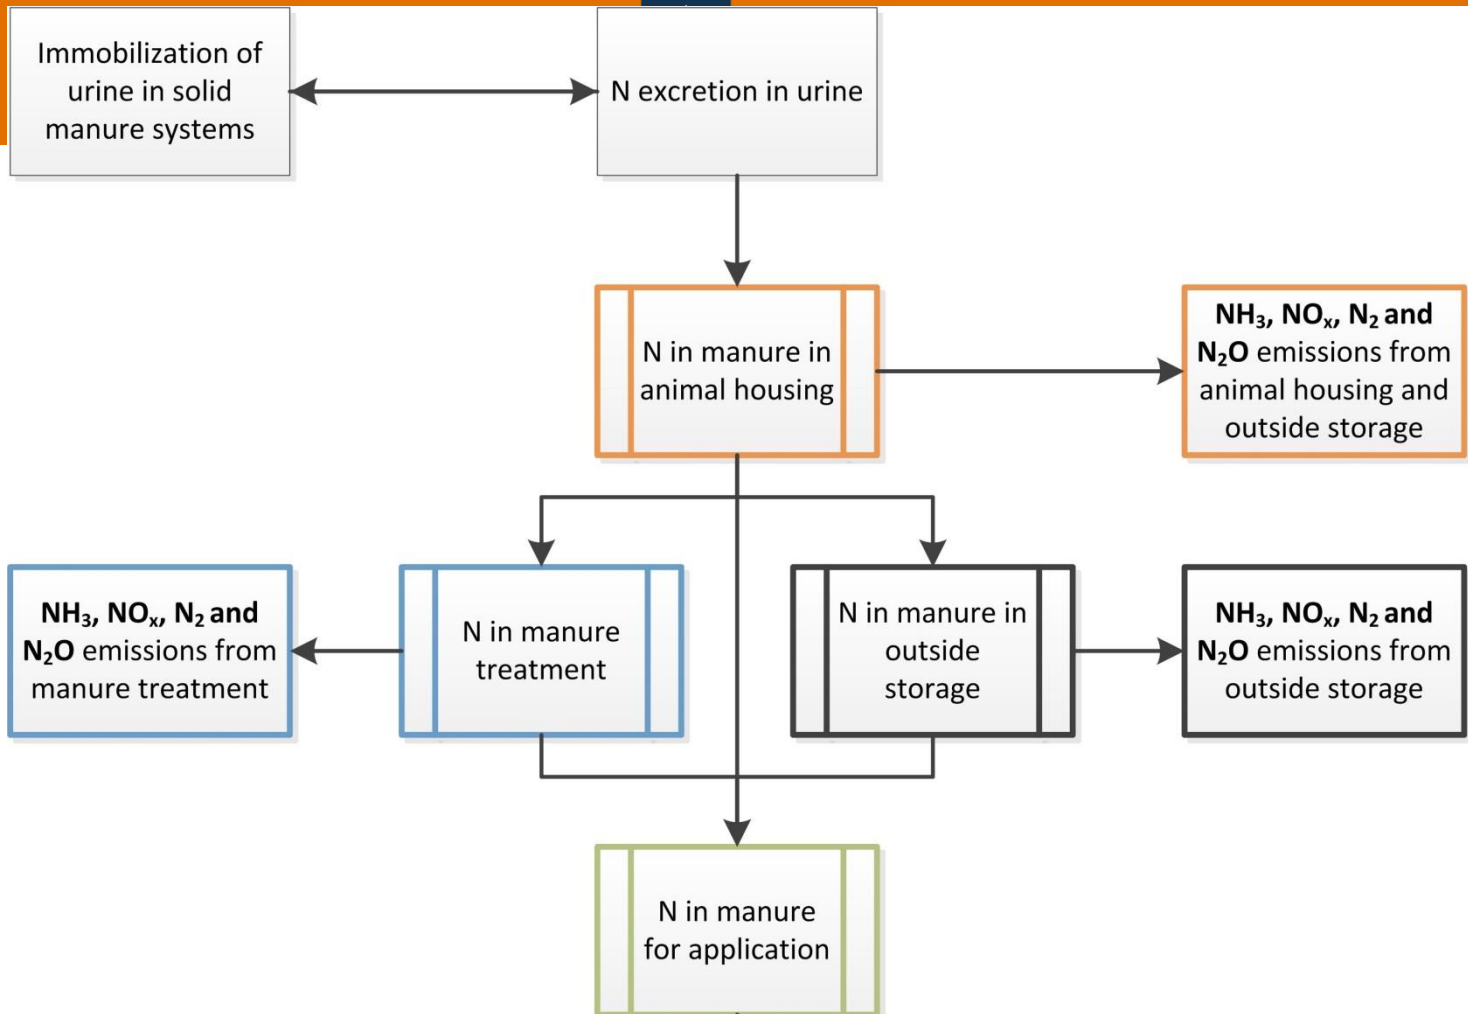 Immobilization of
urine in solid
manure systems
N excretion in urine
N in manure in
animal housing
NH₃, NOₓ, N₂ and
N₂O emissions from
animal housing and
outside storage
NH₃, NOₓ, N₂ and
N₂O emissions from
manure treatment
N in manure
treatment
N in manure in
outside
storage
NH₃, NOₓ, N₂ and
N₂O emissions from
outside storage
N in manure
for application